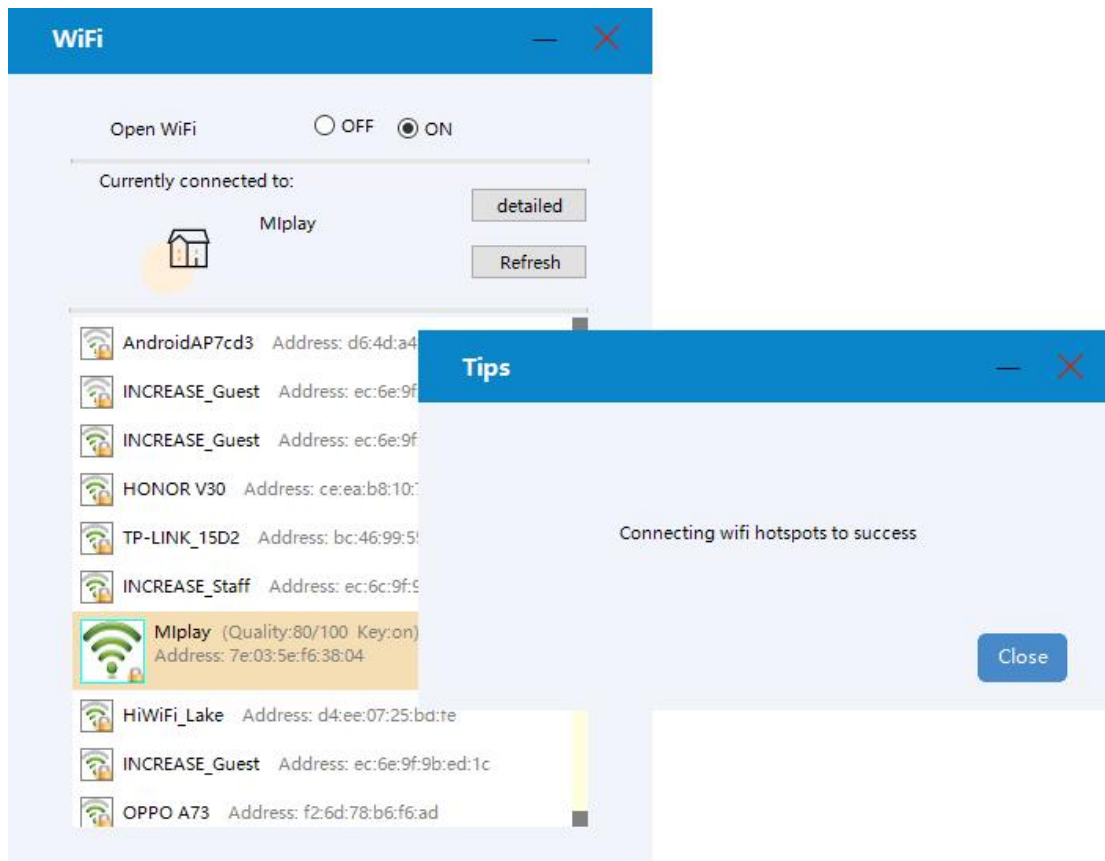 WiFi
Open WiFi OFF ON
Currently connected to:
detailed
MIplay
Refresh
AndroidAP7cd3 Address: d6:4d:a4
INCREASE_Guest Address: ec:6e:9f
INCREASE_Guest Address: ec:6e:9f
HONOR V30 Address: ce:ea:b8:10:
TP-LINK_15D2 Address: bc:46:99:
INCREASE_Staff Address: ec:6c:9f:
MIplay (Quality:80/100 Key:on)
Address: 7e:03:5e:f6:38:04
HiWiFi_Lake Address: d4:ee:07:25:bd:fe
INCREASE_Guest Address: ec:6e:9f:9b:ed:1c
OPPO A73 Address: f2:6d:78:b6:f6:ad
Tips
Connecting wifi hotspots to success
Close